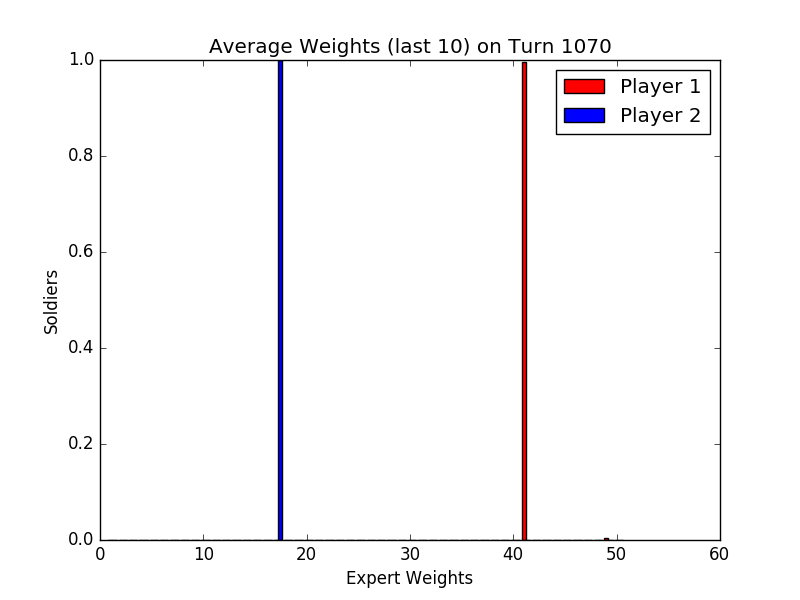 Average Weights (last 10) on Turn 1070
1.0
Player 1
Player 2
0.8
0.6
Soldiers
0.4
0.2
0.0
0 10 20 30 40 50 60
Expert Weights